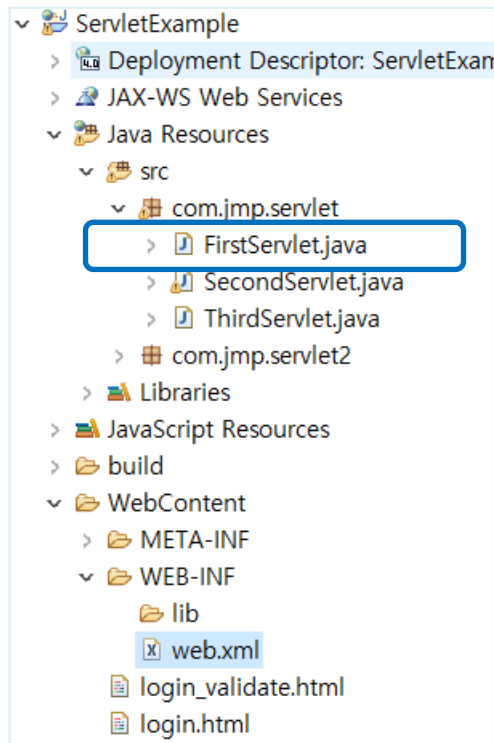 ServletExample
4.0 Deployment Descriptor: ServletExam
JAX-WS Web Services
Java Resources
src
com.jmp.servlet
J FirstServlet.java
J SecondServlet.java
J ThirdServlet.java
com.jmp.servlet2
Libraries
JavaScript Resources
build
WebContent
META-INF
WEB-INF
lib
X web.xml
login_validate.html
login.html